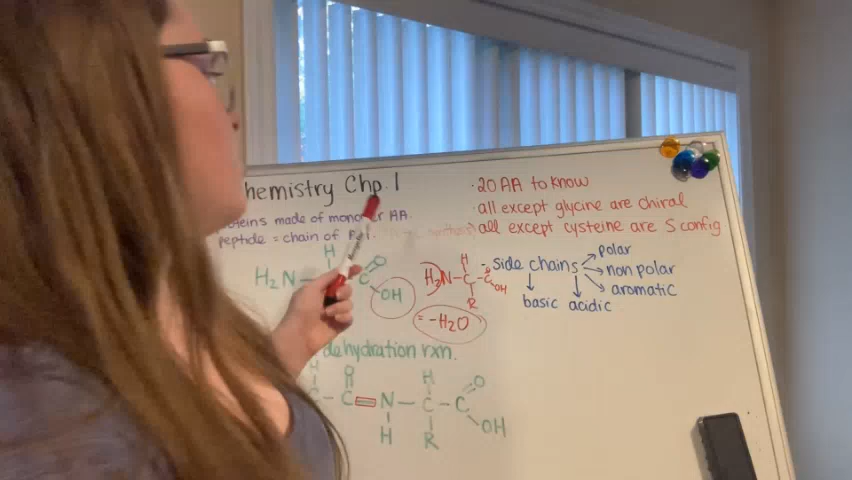 hemistry Chp. 1
proteins made of monomer AA.
peptide = chain of
· 20 AA to know
· all except glycine are chiral
· all except cysteine are S config
- side chains
polar
non polar
aromatic
basic acidic
H
H2N — C O
OH
H
H2N - C - C O
OH
R
= -H2O
dehydration rxn.
H O H O
C - C = N — C - C
H R OH